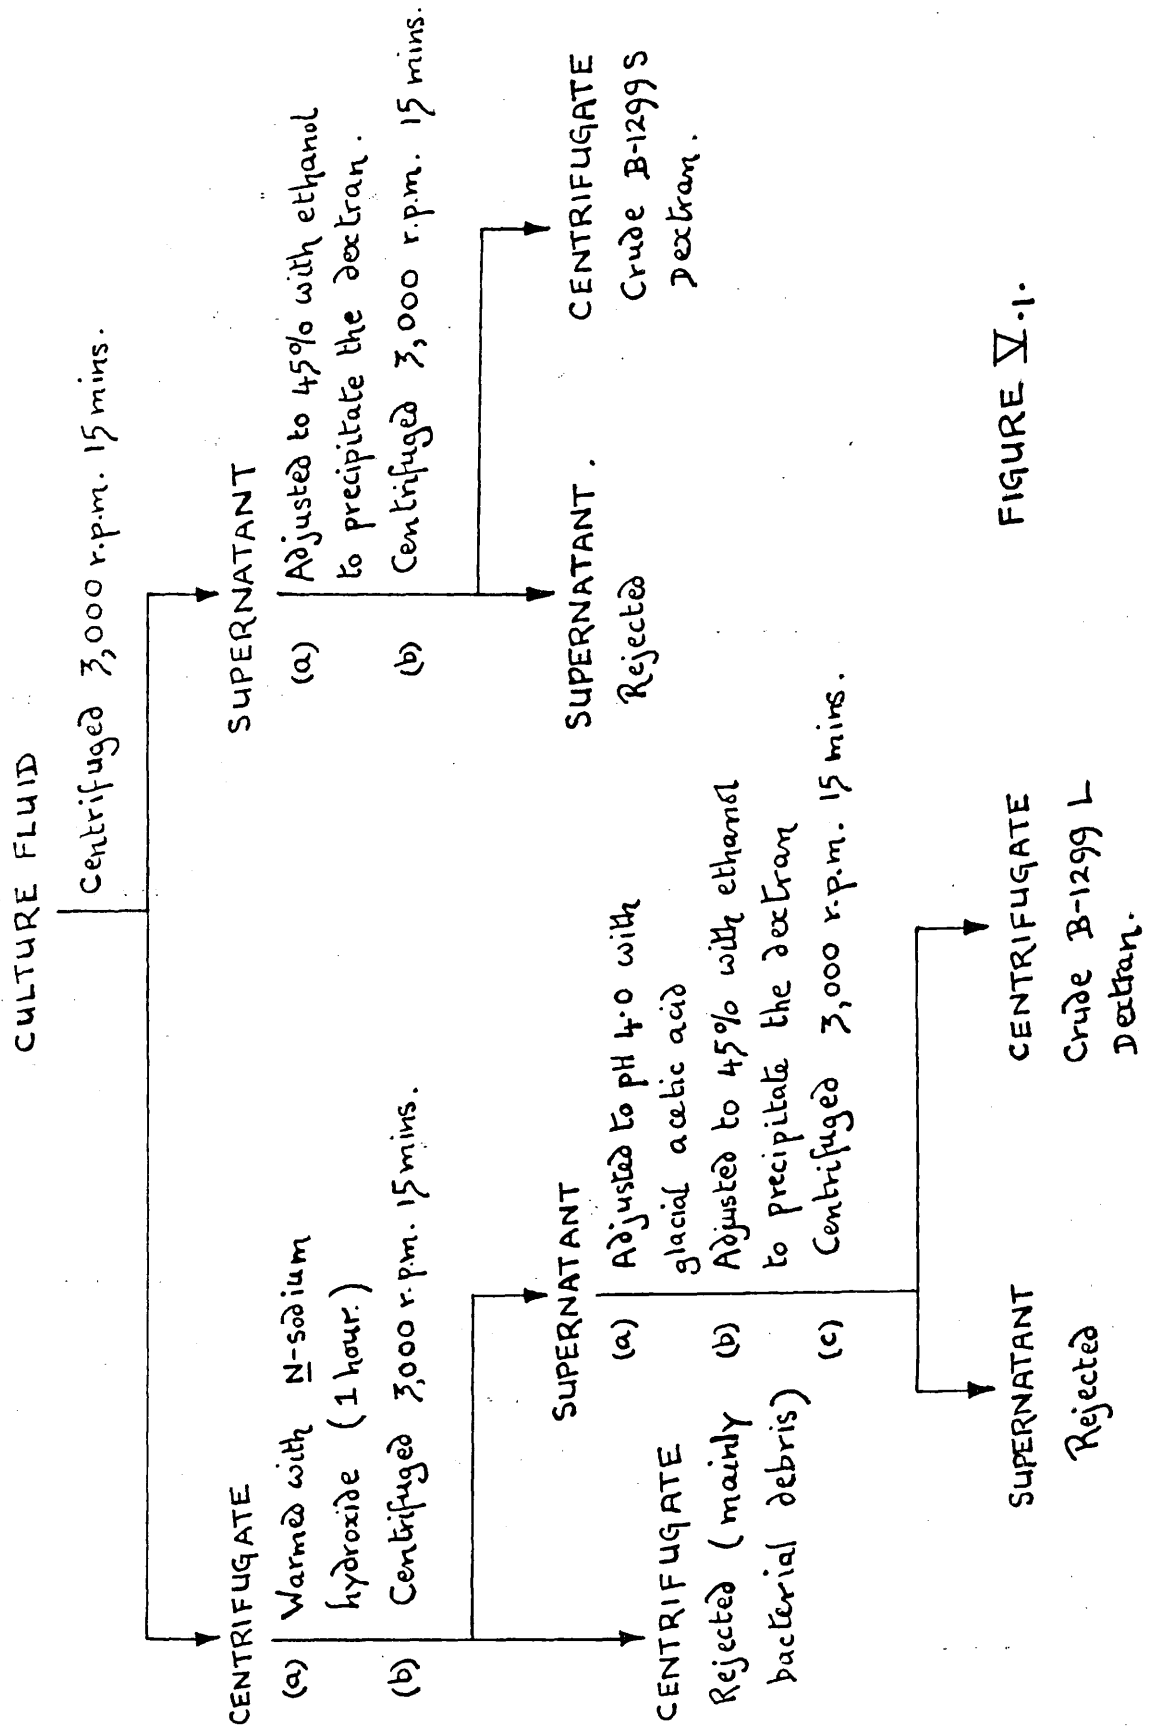 CULTURE FLUID
Centrifuged 3,000 r.p.m. 15 mins.
CENTRIFUGATE
(a) Warmed with N-sodium
hydroxide (1 hour.)
(b) Centrifuged 3,000 r.p.m. 15 mins.
CENTRIFUGATE
Rejected (mainly
bacterial debris)
SUPERNATANT
(a) Adjusted to pH 4.0 with
glacial acetic acid
(b) Adjusted to 45% with ethanol
to precipitate the dextran
(c) Centrifuged 3,000 r.p.m. 15 mins.
SUPERNATANT
Rejected
CENTRIFUGATE
Crude B-1299 L
Dextran.
SUPERNATANT
(a) Adjusted to 45% with ethanol
to precipitate the dextran.
(b) Centrifuged 3,000 r.p.m. 15 mins.
SUPERNATANT.
Rejected
CENTRIFUGATE
Crude B-1299 S
Dextran.
FIGURE V.1.